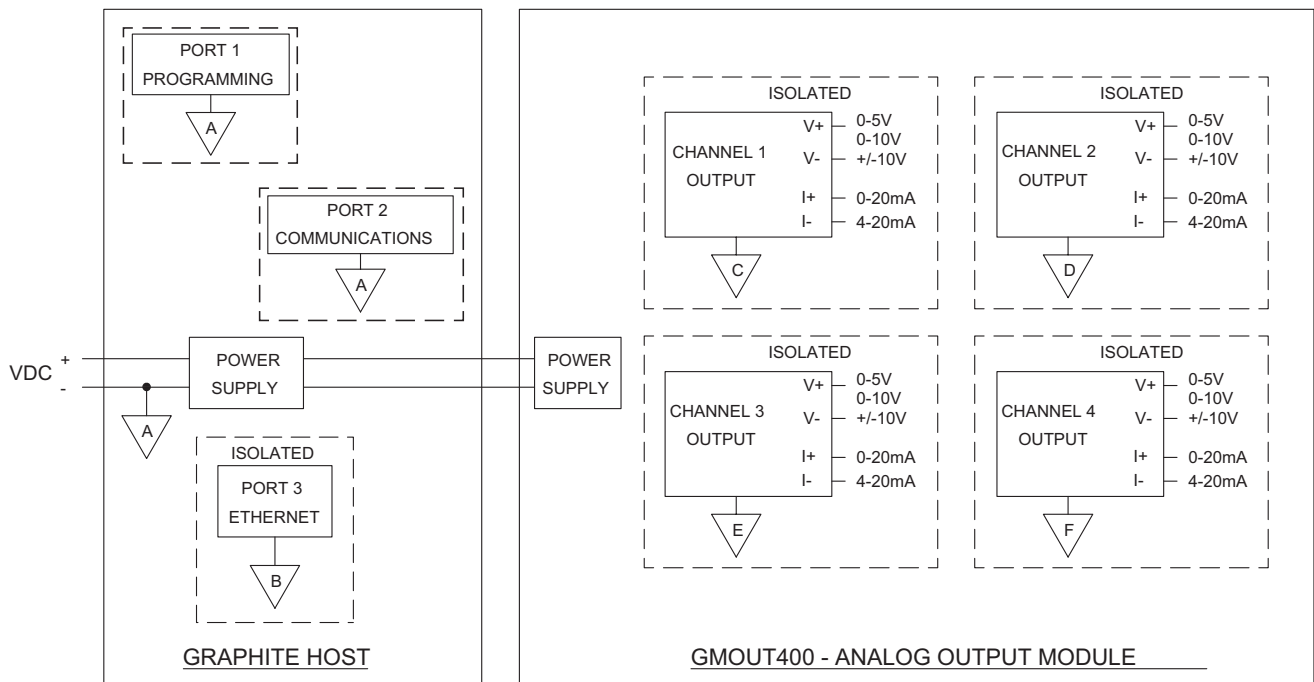 PORT 1
PROGRAMMING
A
PORT 2
COMMUNICATIONS
A
VDC
+
-
A
POWER
SUPPLY
ISOLATED
PORT 3
ETHERNET
B
GRAPHITE HOST
POWER
SUPPLY
ISOLATED
CHANNEL 1
OUTPUT
V+ 0-5V
0-10V
V- +/-10V
I+ 0-20mA
I- 4-20mA
C
ISOLATED
CHANNEL 2
OUTPUT
V+ 0-5V
0-10V
V- +/-10V
I+ 0-20mA
I- 4-20mA
D
ISOLATED
CHANNEL 3
OUTPUT
V+ 0-5V
0-10V
V- +/-10V
I+ 0-20mA
I- 4-20mA
E
ISOLATED
CHANNEL 4
OUTPUT
V+ 0-5V
0-10V
V- +/-10V
I+ 0-20mA
I- 4-20mA
F
GMOUT400 - ANALOG OUTPUT MODULE